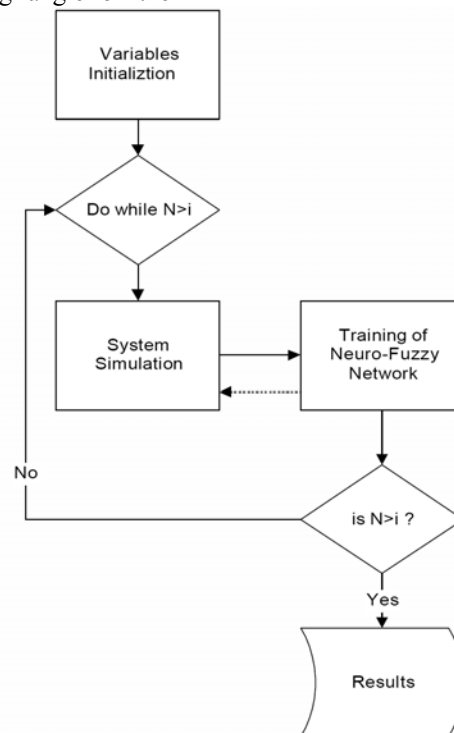 Variables
Initializtion
Do while N>i
System
Simulation
Training of
Neuro-Fuzzy
Network
No
is N>i ?
Yes
Results